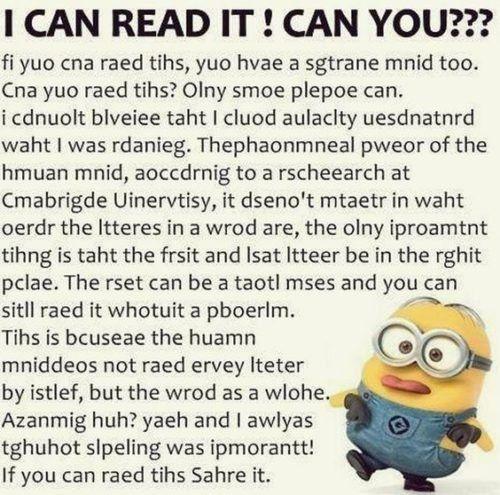 I CAN READ IT ! CAN YOU???
fi yuo cna raed tihs, yuo hvae a sgtrane mnid too.
Cna yuo raed tihs? Olny smoe plepoe can.
i cdnuolt blveiee taht I cluod aulaclty uesdnatnrd
waht I was rdanieg. Thephaonmneal pweor of the
hmuan mnid, aoccdrnig to a rscheearch at
Cmabrigde Uinervtisy, it dseno't mtaetr in waht
oerdr the ltteres in a wrod are, the olny iproamtnt
tihng is taht the frsit and lsat ltteer be in the rghit
pclae. The rset can be a taotl mses and you can
sitll raed it whotuit a pboerlm.
Tihs is bcuseae the huamn
mniddeos not raed ervey lteter
by istlef, but the wrod as a wlohe.
Azanmig huh? yaeh and I awlyas
tghuhot slpeling was ipmorantt!
If you can raed tihs Sahre it.